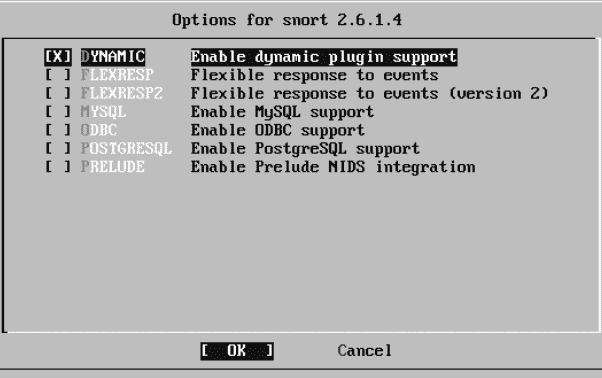 Options for snort 2.6.1.4
[X] DYNAMIC Enable dynamic plugin support
[ ] FLEXRESP Flexible response to events
[ ] FLEXRESP2 Flexible response to events (version 2)
[ ] MYSQL Enable MySQL support
[ ] ODBC Enable ODBC support
[ ] POSTGRESQL Enable PostgreSQL support
[ ] PRELUDE Enable Prelude NIDS integration
[ OK ] Cancel